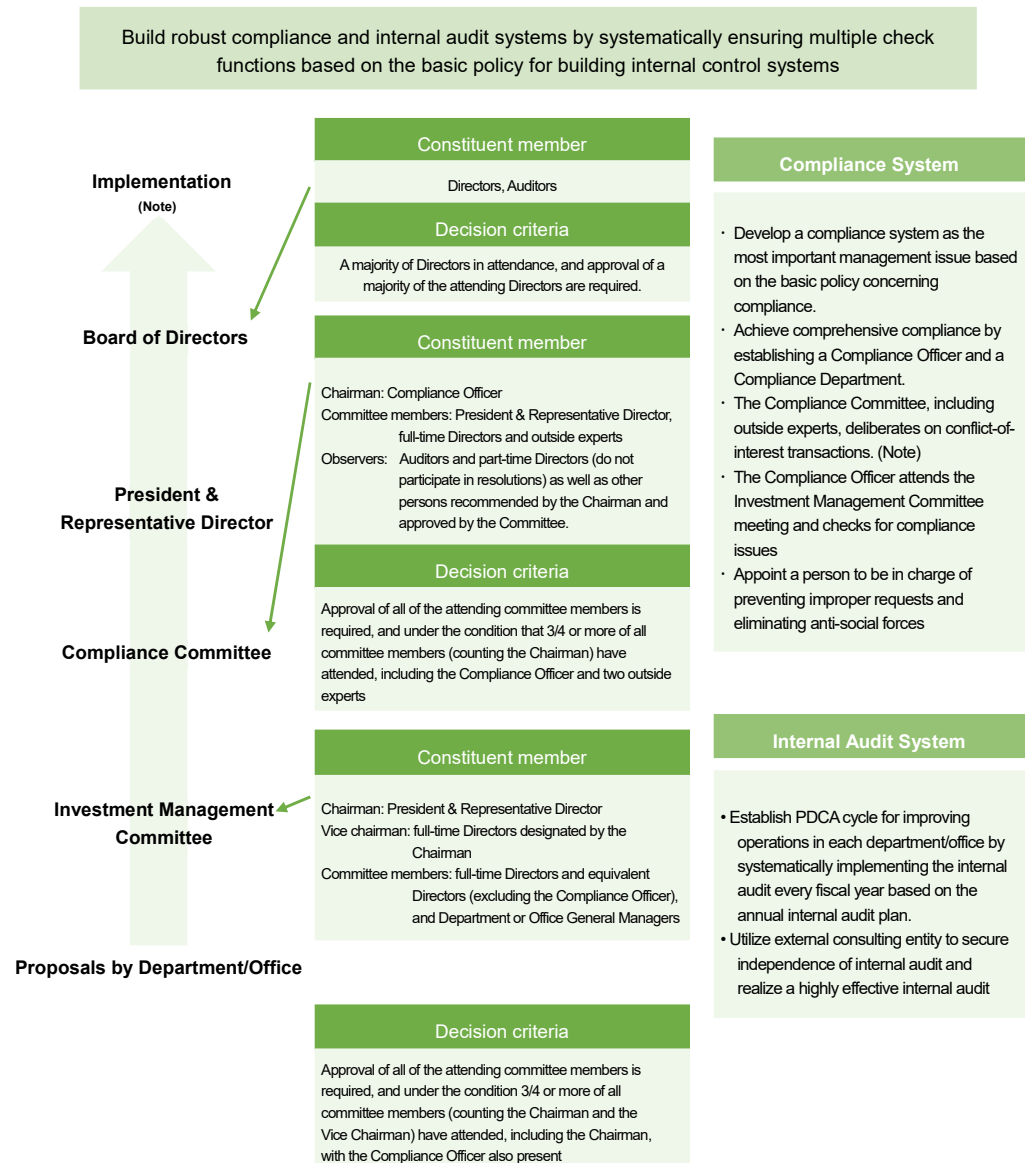 Build robust compliance and internal audit systems by systematically ensuring multiple check
functions based on the basic policy for building internal control systems
Implementation
(Note)
Board of Directors
President &
Representative Director
Compliance Committee
Investment Management
Committee
Proposals by Department/Office
Constituent member
Directors, Auditors
Decision criteria
A majority of Directors in attendance, and approval of a
majority of the attending Directors are required.
Constituent member
Chairman: Compliance Officer
Committee members: President & Representative Director,
full-time Directors and outside experts
Observers: Auditors and part-time Directors (do not
participate in resolutions) as well as other
persons recommended by the Chairman and
approved by the Committee.
Decision criteria
Approval of all of the attending committee members is
required, and under the condition that 3/4 or more of all
committee members (counting the Chairman) have
attended, including the Compliance Officer and two outside
experts
Constituent member
Chairman: President & Representative Director
Vice chairman: full-time Directors designated by the
Chairman
Committee members: full-time Directors and equivalent
Directors (excluding the Compliance Officer),
and Department or Office General Managers
Decision criteria
Approval of all of the attending committee members is
required, and under the condition 3/4 or more of all
committee members (counting the Chairman and the
Vice Chairman) have attended, including the Chairman,
with the Compliance Officer also present
Compliance System
・ Develop a compliance system as the
most important management issue based
on the basic policy concerning
compliance.
・ Achieve comprehensive compliance by
establishing a Compliance Officer and a
Compliance Department.
・ The Compliance Committee, including
outside experts, deliberates on conflict-of-
interest transactions. (Note)
・ The Compliance Officer attends the
Investment Management Committee
meeting and checks for compliance
issues
・ Appoint a person to be in charge of
preventing improper requests and
eliminating anti-social forces
Internal Audit System
• Establish PDCA cycle for improving
operations in each department/office by
systematically implementing the internal
audit every fiscal year based on the
annual internal audit plan.
• Utilize external consulting entity to secure
independence of internal audit and
realize a highly effective internal audit